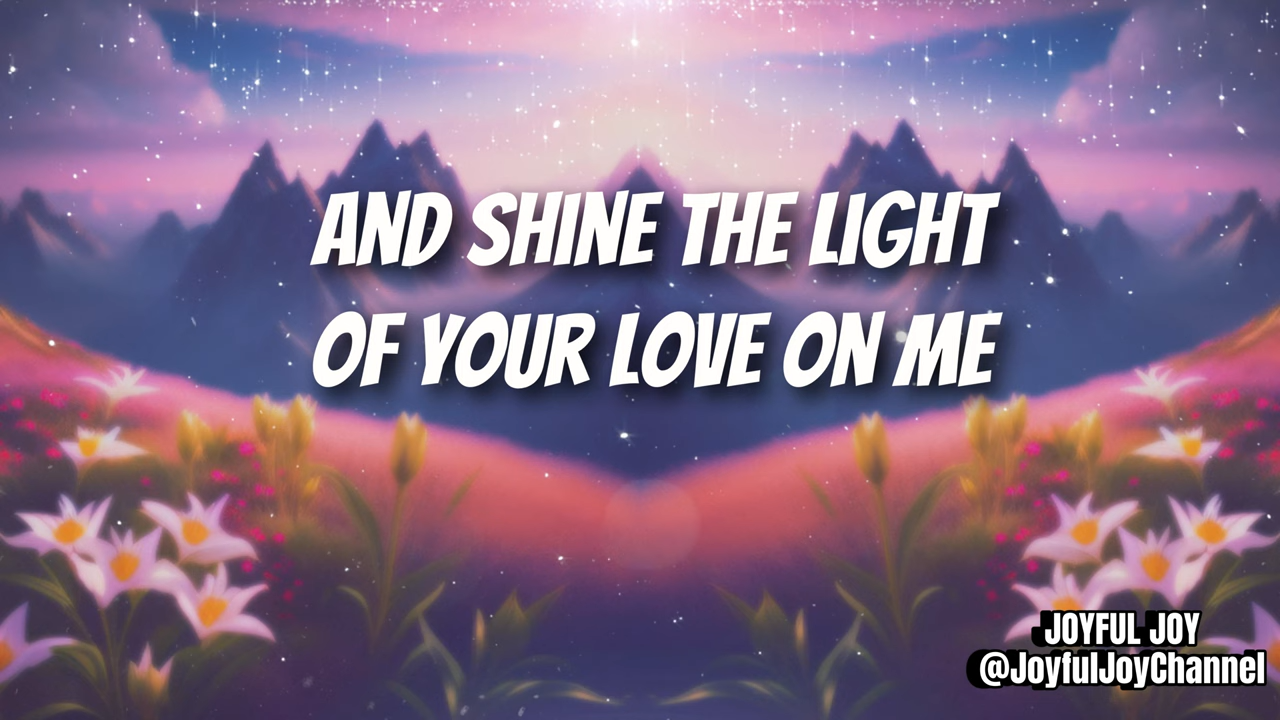 AND SHINE THE LIGHT
OF YOUR LOVE ON ME
JOYFUL JOY
@JoyfulJoyChannel